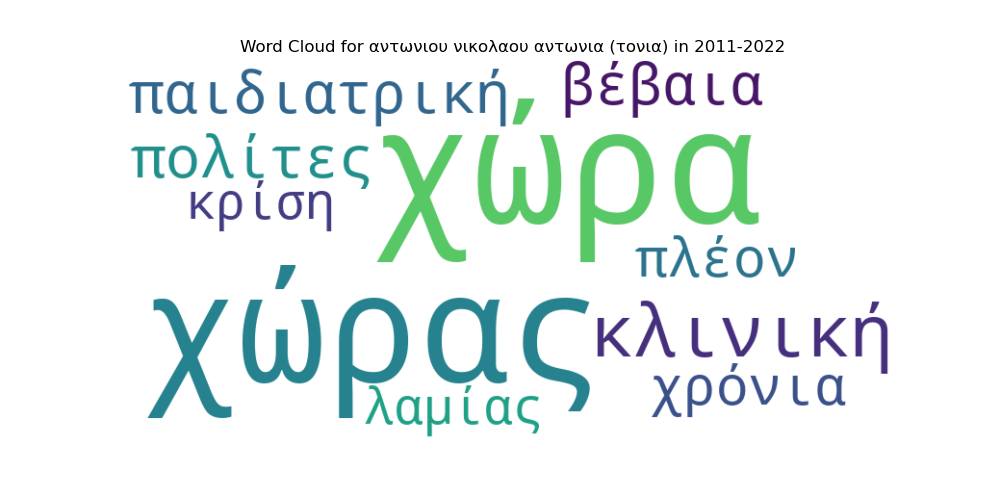 Word Cloud for αντωνιου νικολαου αντωνια (τονια) in 2011-2022
παιδιατρική
βέβαια
πολίτες
χώρα
κρίση
πλέον
χώρας
κλινική
χρόνια
λαμίας